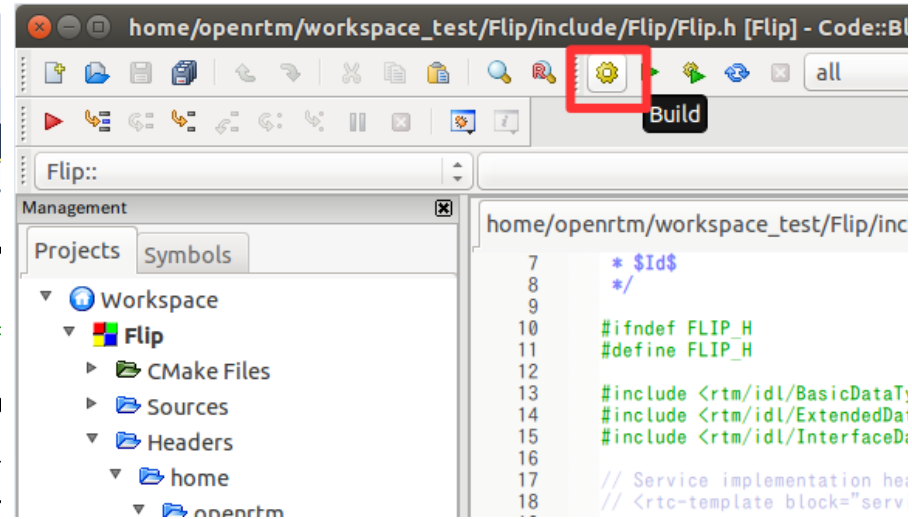 home/openrtm/workspace_test/Flip/include/Flip/Flip.h [Flip] - Code::Bl
all
Build
Flip::
Management
Projects
Symbols
home/openrtm/workspace_test/Flip/inc
Workspace
Flip
CMake Files
Sources
Headers
home
openrtm
7 * $Id$
8 */
9
10 #ifndef FLIP_H
11 #define FLIP_H
12
13 #include <rtm/idl/BasicDataTy
14 #include <rtm/idl/ExtendedDat
15 #include <rtm/idl/InterfaceDa
16
17 // Service implementation hea
18 // <rtc-template block="servi